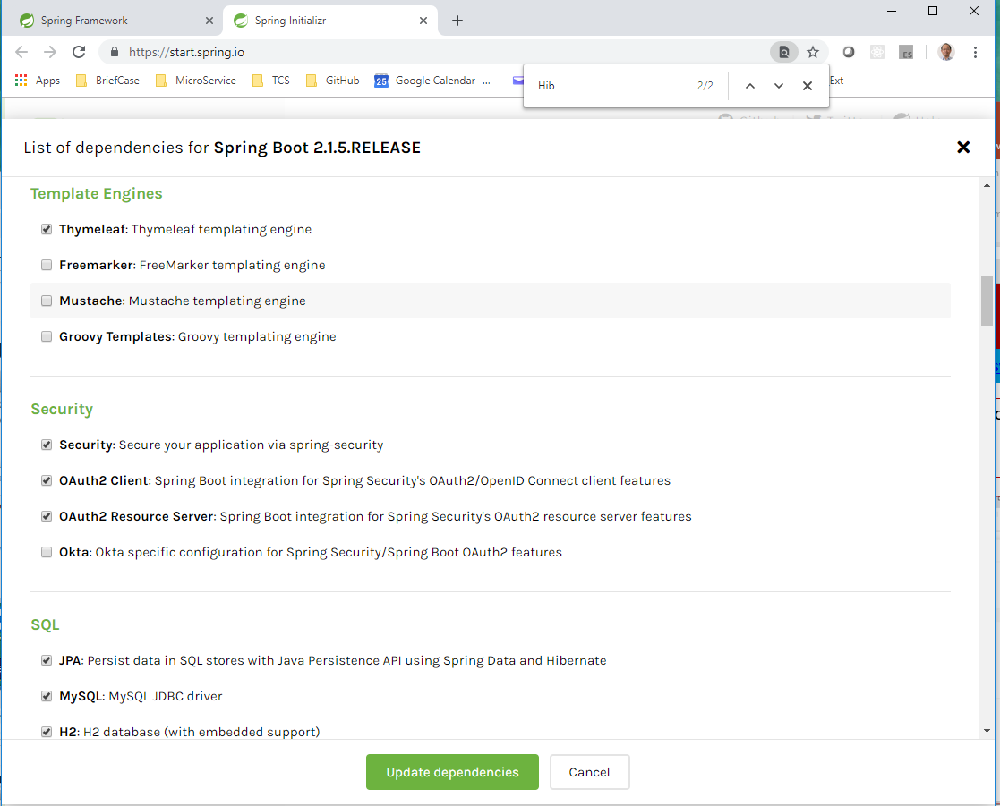 Spring Framework
Spring Initializr
https://start.spring.io
ES
Apps
BriefCase
MicroService
TCS
GitHub
25
Google Calendar -...
Ext
Hib
2/2
List of dependencies for Spring Boot 2.1.5.RELEASE
Template Engines
Thymeleaf: Thymeleaf templating engine
Freemarker: FreeMarker templating engine
Mustache: Mustache templating engine
Groovy Templates: Groovy templating engine
Security
Security: Secure your application via spring-security
OAuth2 Client: Spring Boot integration for Spring Security's OAuth2/OpenID Connect client features
OAuth2 Resource Server: Spring Boot integration for Spring Security's OAuth2 resource server features
Okta: Okta specific configuration for Spring Security/Spring Boot OAuth2 features
SQL
JPA: Persist data in SQL stores with Java Persistence API using Spring Data and Hibernate
MySQL: MySQL JDBC driver
H2: H2 database (with embedded support)
Update dependencies
Cancel